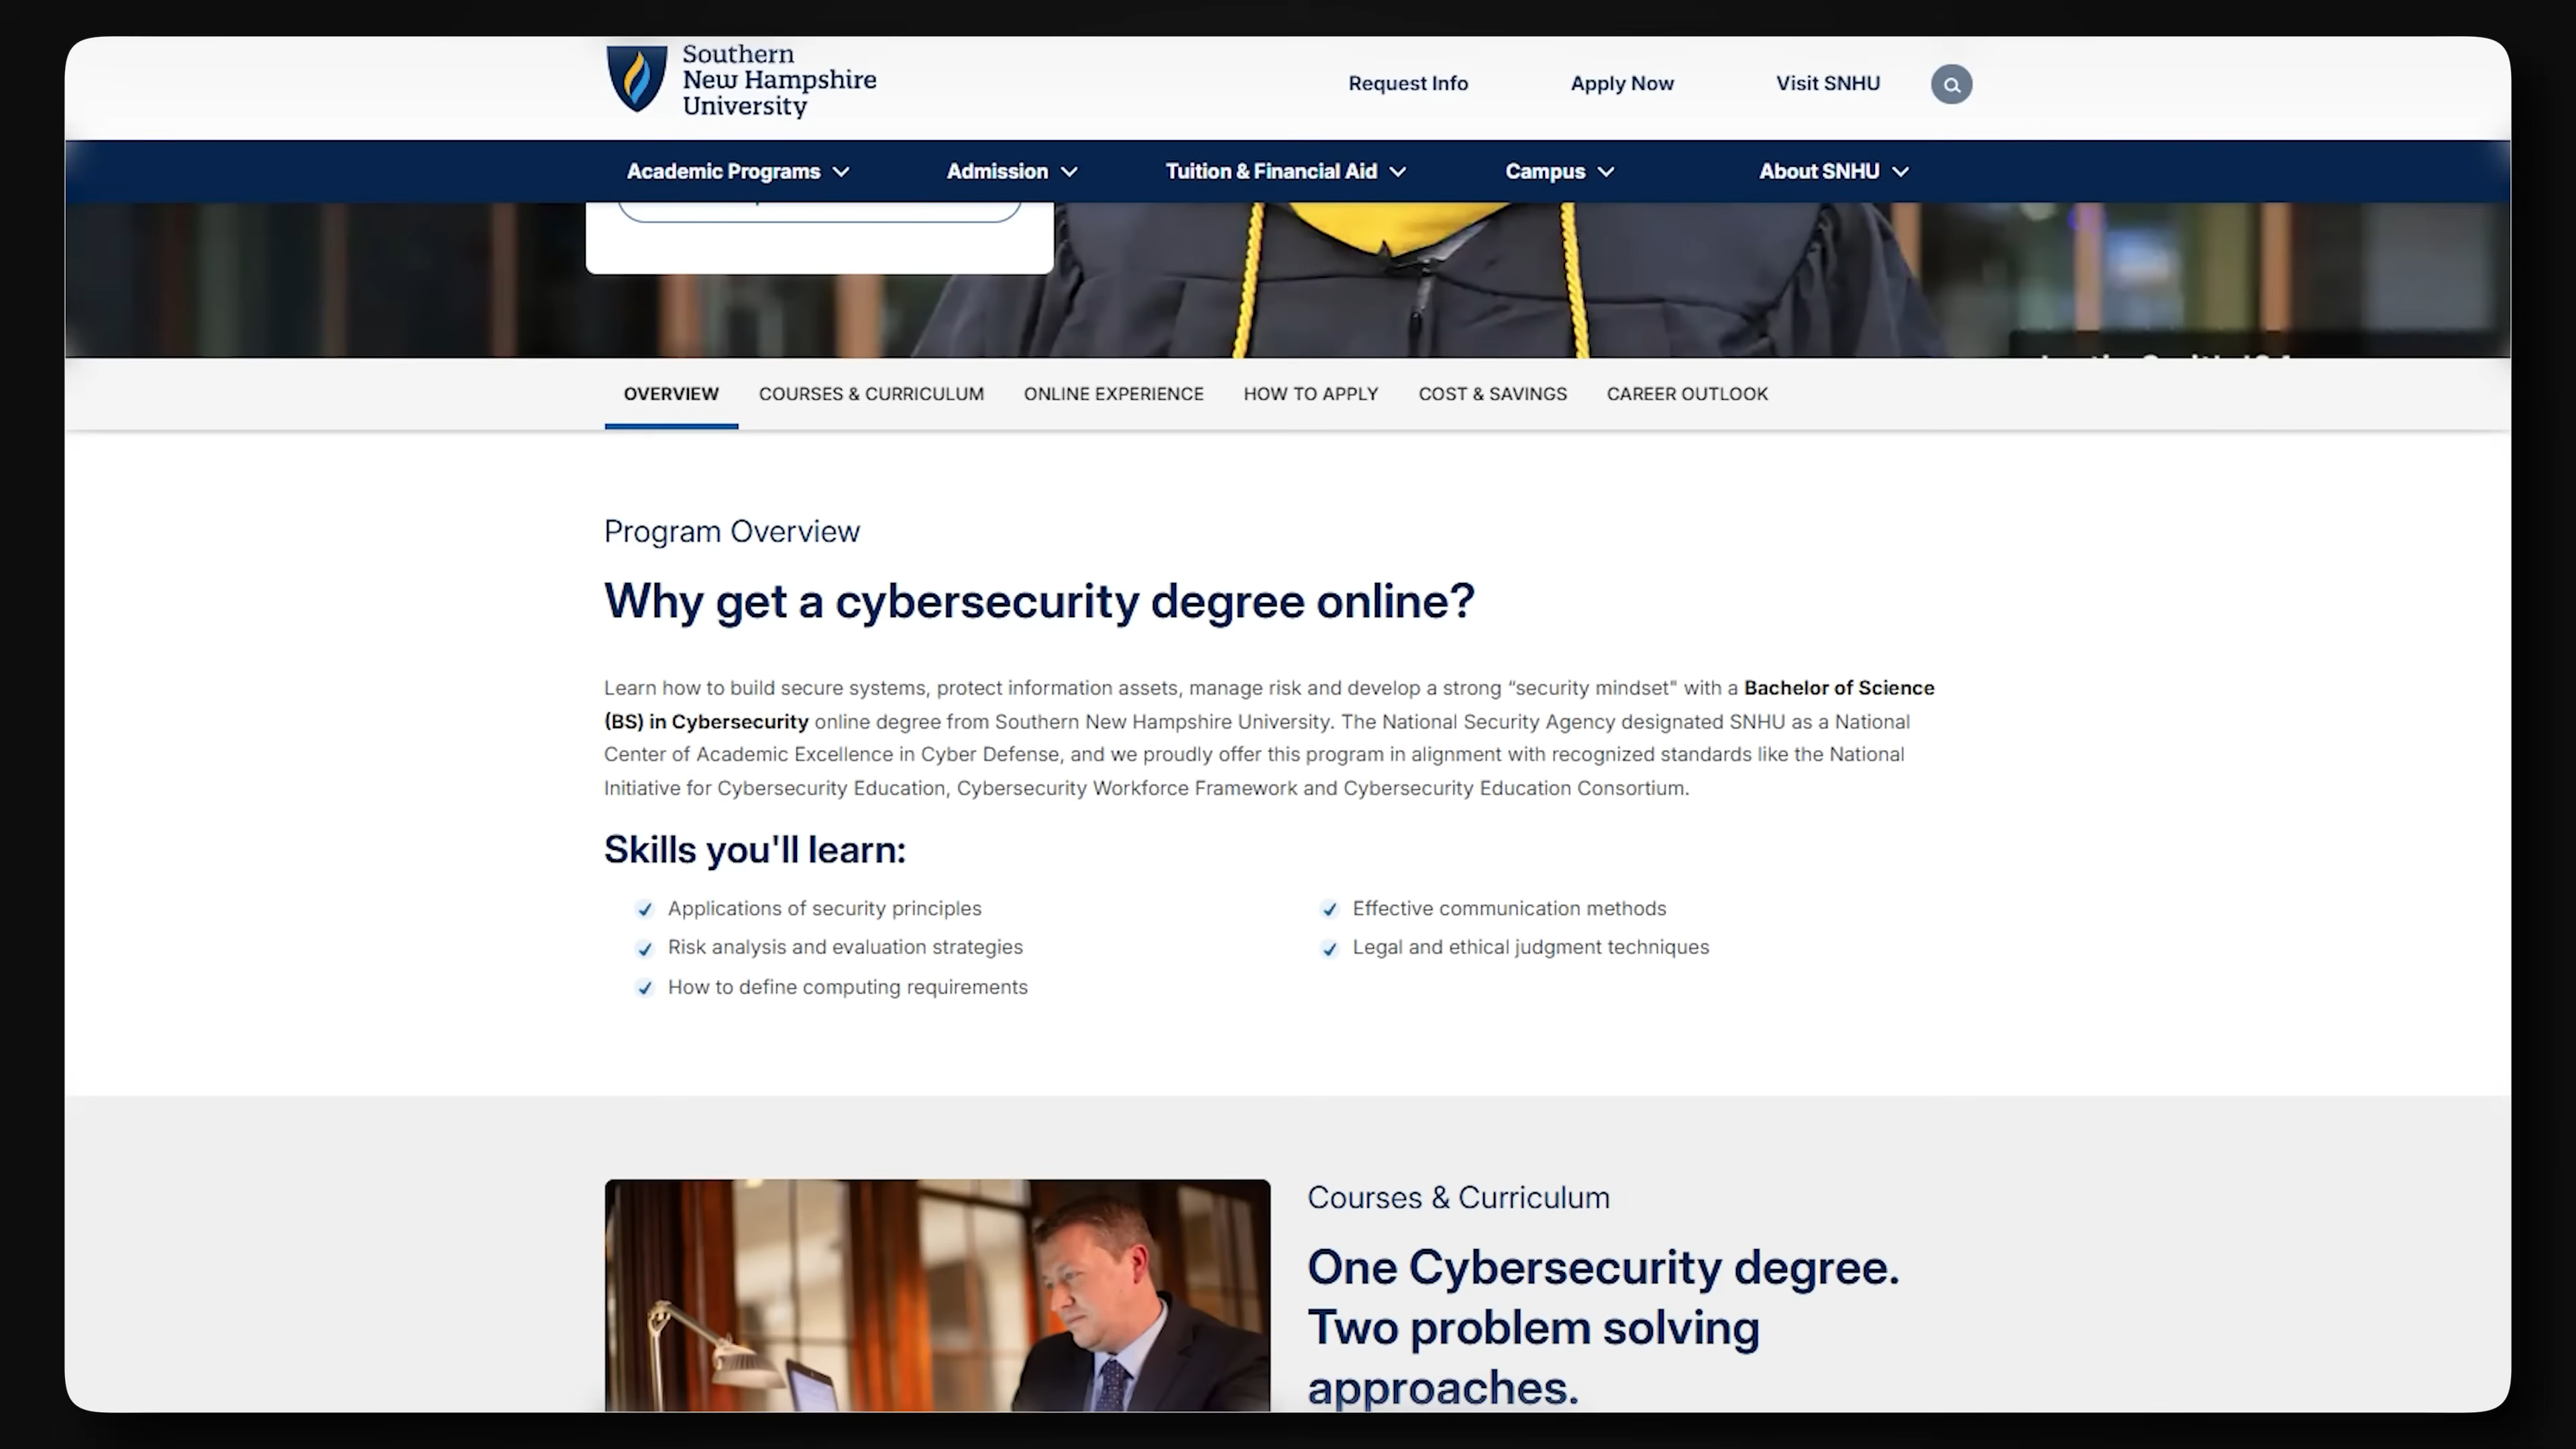 Southern
New Hampshire
University
Request Info
Apply Now
Visit SNHU
Academic Programs
Admission
Tuition & Financial Aid
Campus
About SNHU
OVERVIEW
COURSES & CURRICULUM
ONLINE EXPERIENCE
HOW TO APPLY
COST & SAVINGS
CAREER OUTLOOK
Program Overview
Why get a cybersecurity degree online?
Learn how to build secure systems, protect information assets, manage risk and develop a strong “security mindset" with a Bachelor of Science
(BS) in Cybersecurity online degree from Southern New Hampshire University. The National Security Agency designated SNHU as a National
Center of Academic Excellence in Cyber Defense, and we proudly offer this program in alignment with recognized standards like the National
Initiative for Cybersecurity Education, Cybersecurity Workforce Framework and Cybersecurity Education Consortium.
Skills you'll learn:
Applications of security principles
Risk analysis and evaluation strategies
How to define computing requirements
Effective communication methods
Legal and ethical judgment techniques
Courses & Curriculum
One Cybersecurity degree.
Two problem solving
approaches.